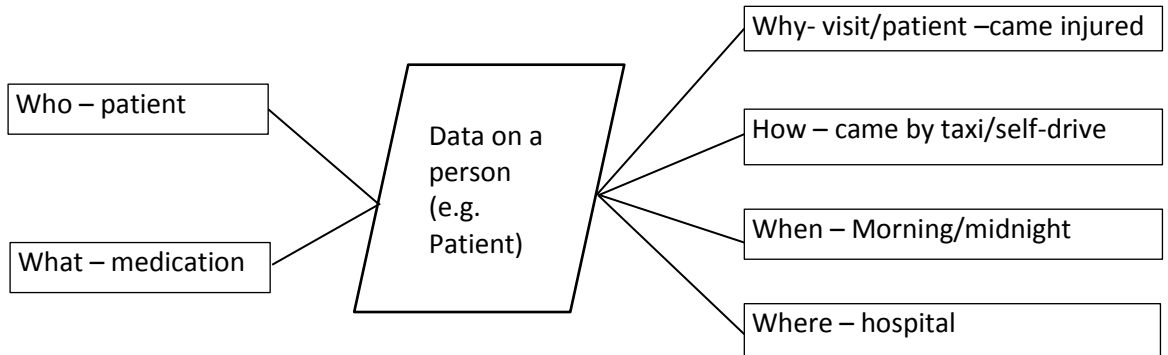 Who – patient
What – medication
Data on a
person
(e.g.
Patient)
Why- visit/patient –came injured
How – came by taxi/self-drive
When – Morning/midnight
Where – hospital